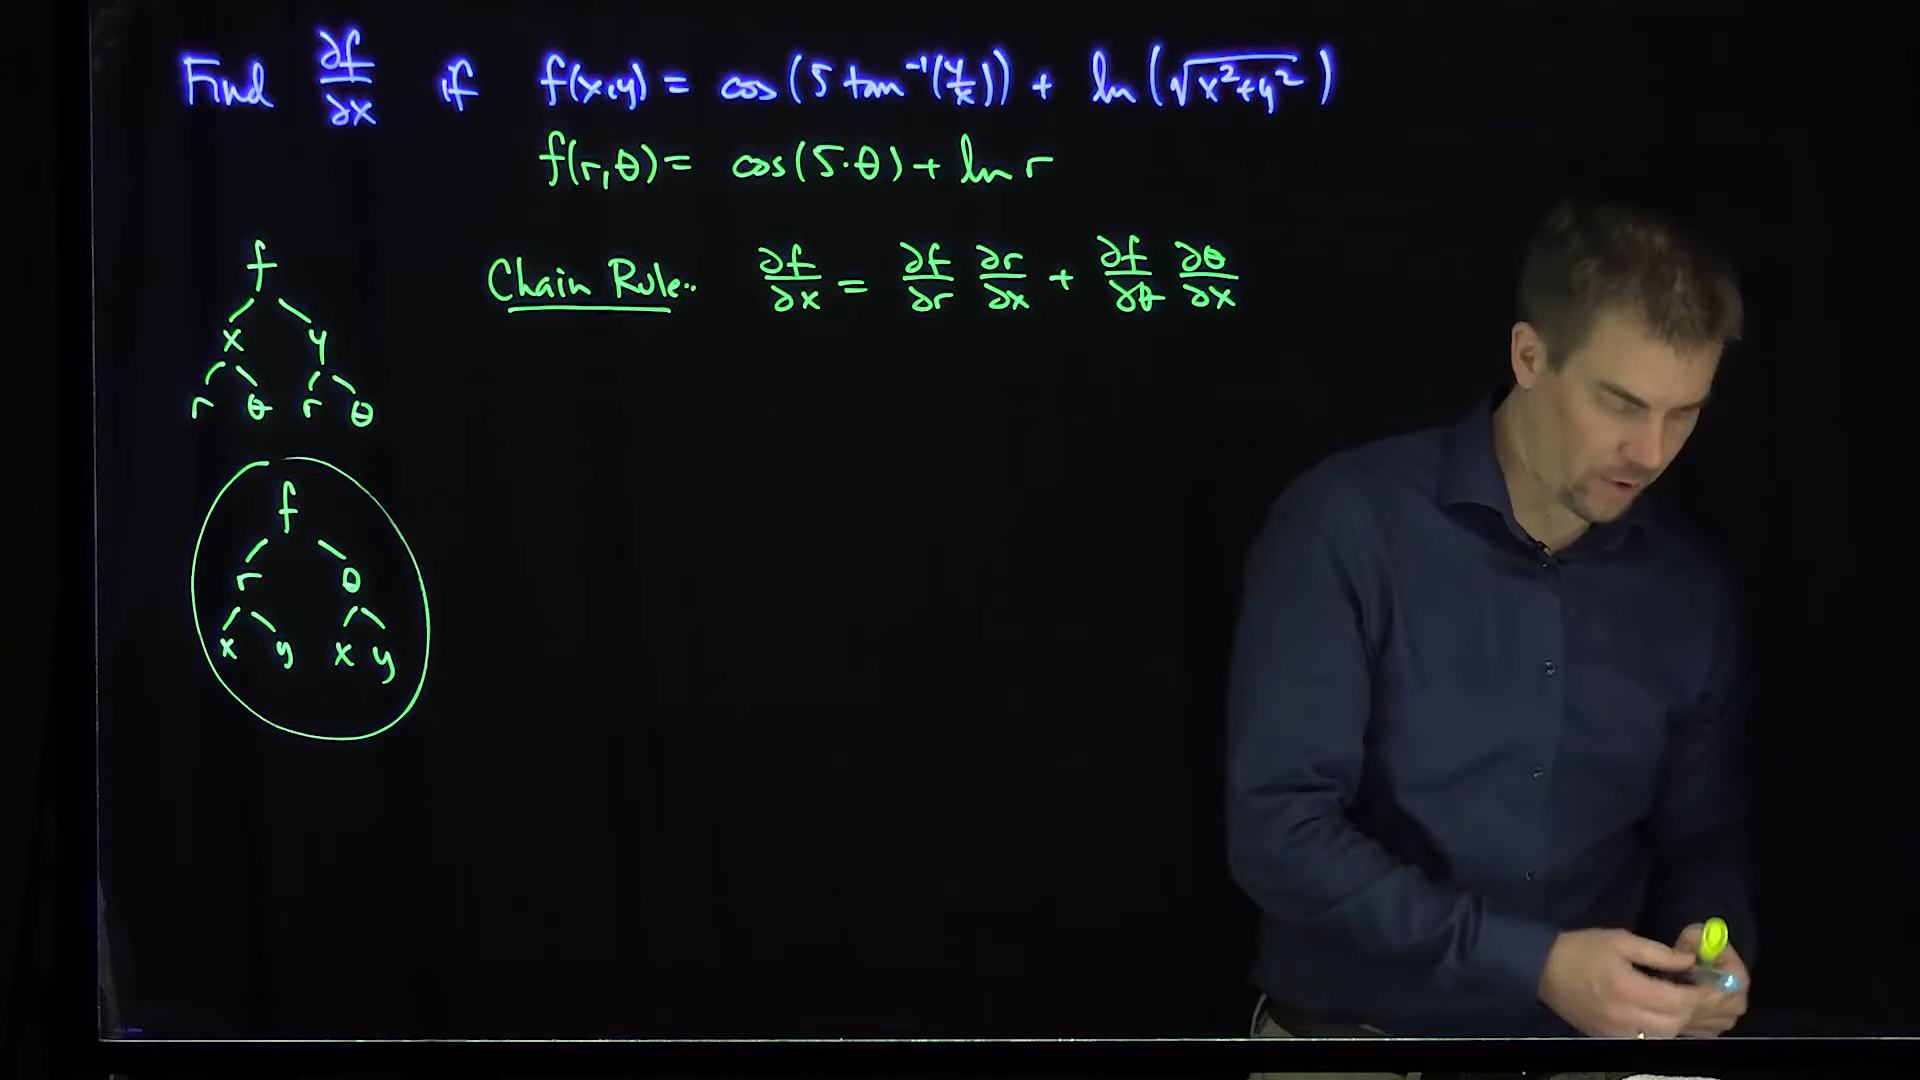 Find ∂f/∂x if f(x,y) = cos(5 tan⁻¹(y/x)) + ln(√(x²+y²))
f(r,θ) = cos(5·θ) + ln r
Chain Rule.. ∂f/∂x = ∂f/∂r ∂r/∂x + ∂f/∂θ ∂θ/∂x
f
x y
r θ r θ
f
r θ
x y x y